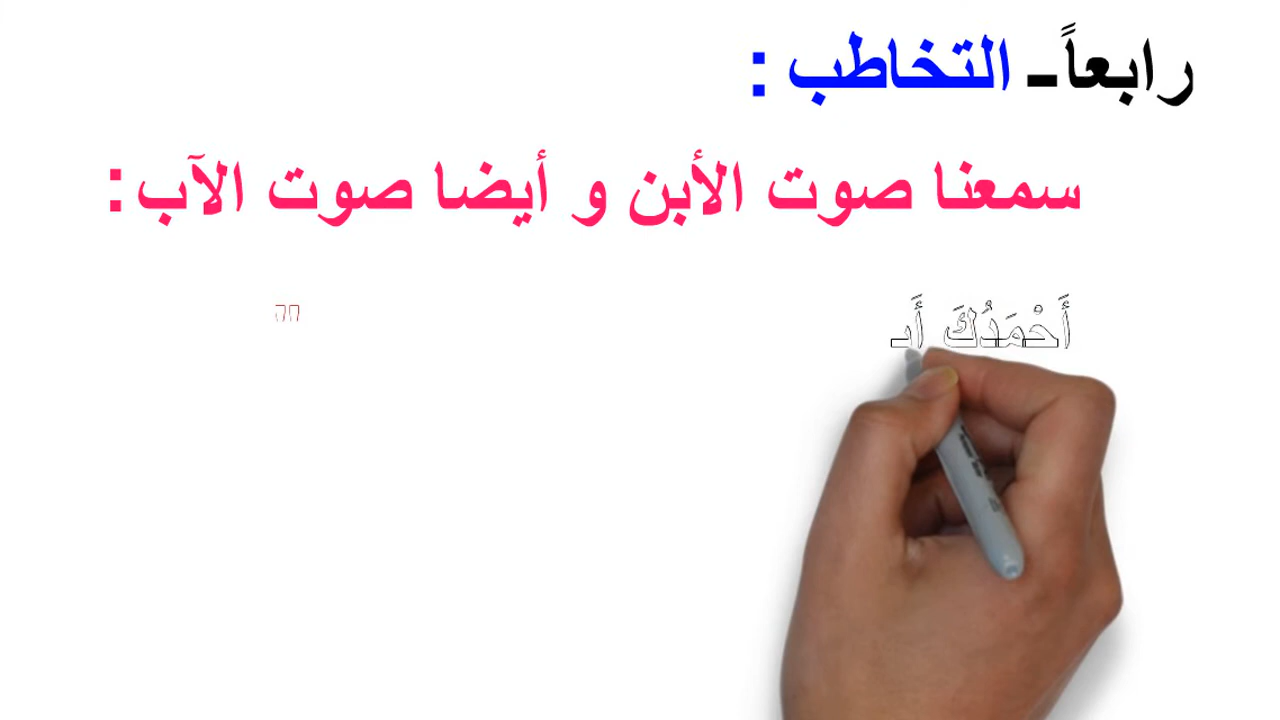 رابعاً- التخاطب :
سمعنا صوت الأبن و أيضا صوت الآب :
أَحْمَدُكَ